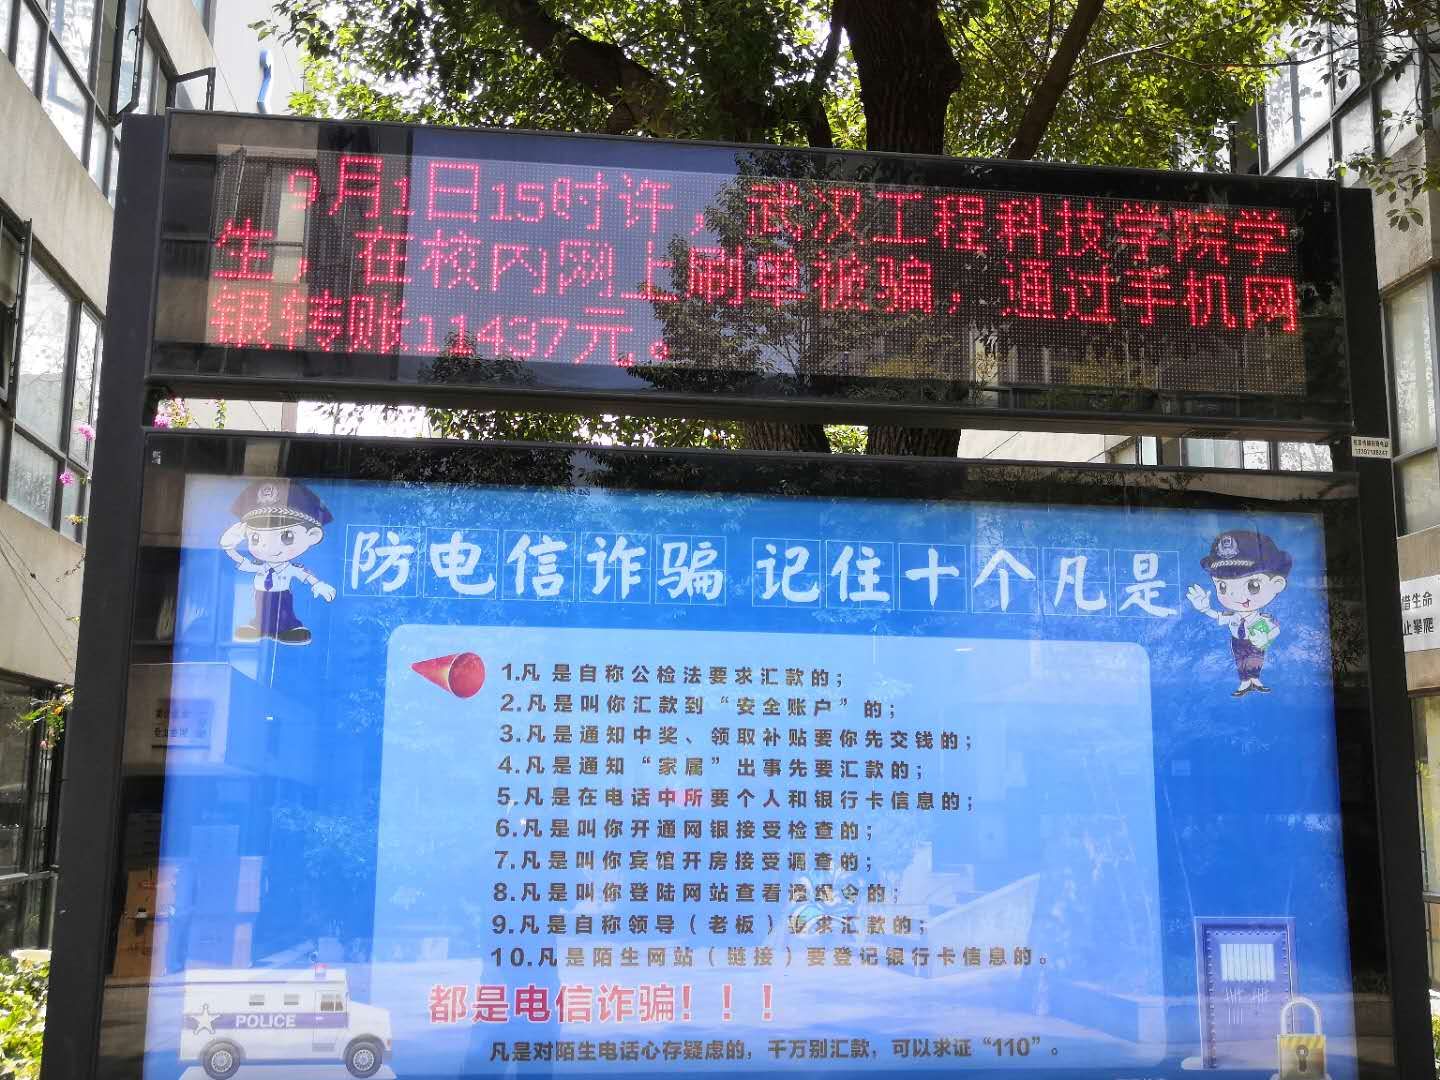 9月1日15时许，武汉工程科技学院学
生，在校内网上刷单被骗，通过手机网
银转账11437元。
防电信诈骗 记住十个凡是
1.凡是自称公检法要求汇款的；
2.凡是叫你汇款到“安全账户”的；
3.凡是通知中奖、领取补贴要你先交钱的；
4.凡是通知“家属”出事先要汇款的；
5.凡是在电话中所要个人和银行卡信息的；
6.凡是叫你开通网银接受检查的；
7.凡是叫你宾馆开房接受调查的；
8.凡是叫你登陆网站查看通缉令的；
9.凡是自称领导（老板）要求汇款的；
10.凡是陌生网站（链接）要登记银行卡信息的。
都是电信诈骗！！！
凡是对陌生电话心存疑虑的，千万别汇款，可以求证“110”。
POLICE
惜生命
止攀爬